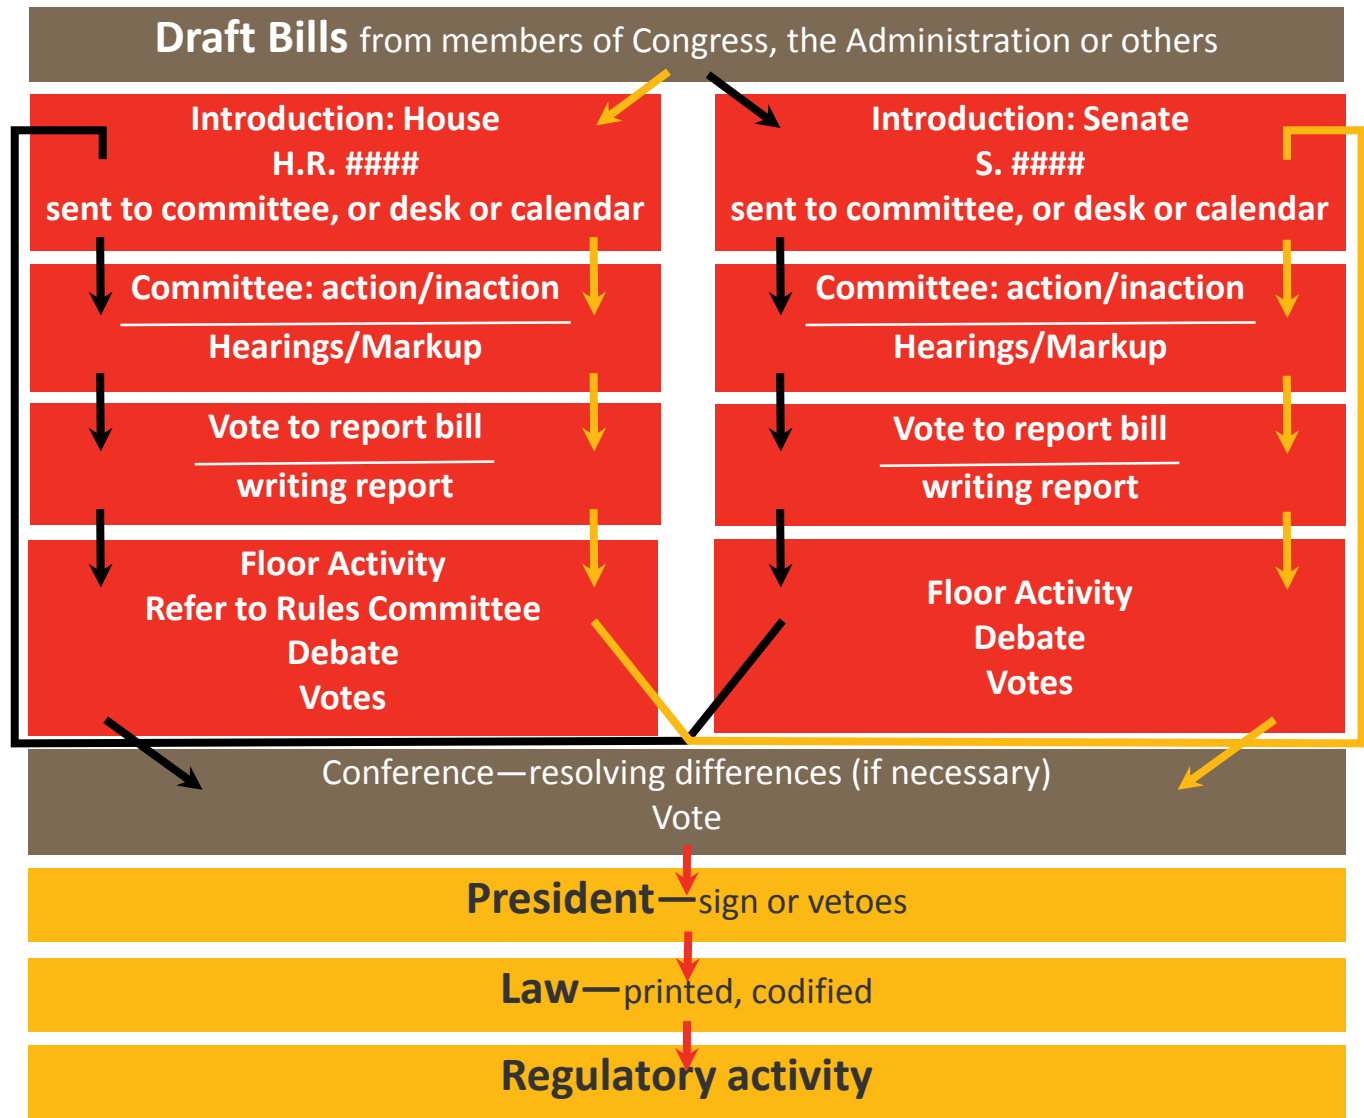 Draft Bills from members of Congress, the Administration or others
Introduction: House
H.R. ####
sent to committee, or desk or calendar
Committee: action/inaction
Hearings/Markup
Vote to report bill
writing report
Floor Activity
Refer to Rules Committee
Debate
Votes
Introduction: Senate
S. ####
sent to committee, or desk or calendar
Committee: action/inaction
Hearings/Markup
Vote to report bill
writing report
Floor Activity
Debate
Votes
Conference—resolving differences (if necessary)
Vote
President—sign or vetoes
Law—printed, codified
Regulatory activity